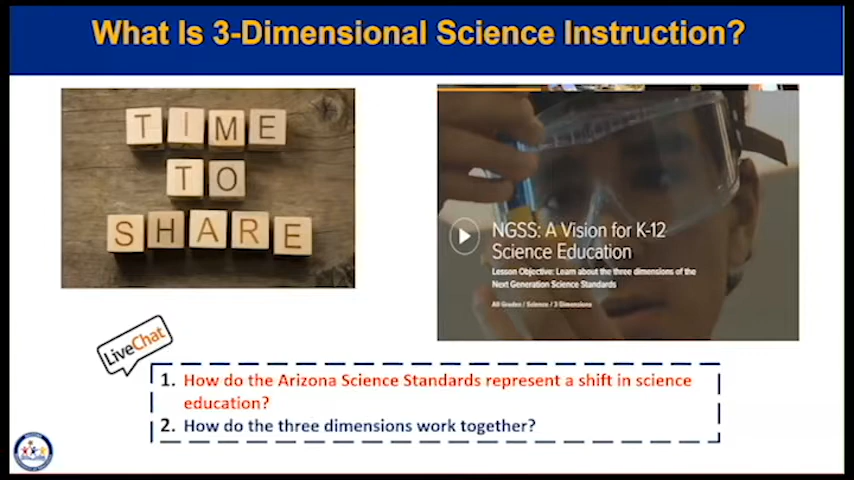 What Is 3-Dimensional Science Instruction?
TIME
TO
SHARE
NGSS: A Vision for K-12
Science Education
Lesson Objective: Learn about the three dimensions of the
Next Generation Science Standards
All Grades / Science / 3 Dimensions
LiveChat
1. How do the Arizona Science Standards represent a shift in science
education?
2. How do the three dimensions work together?